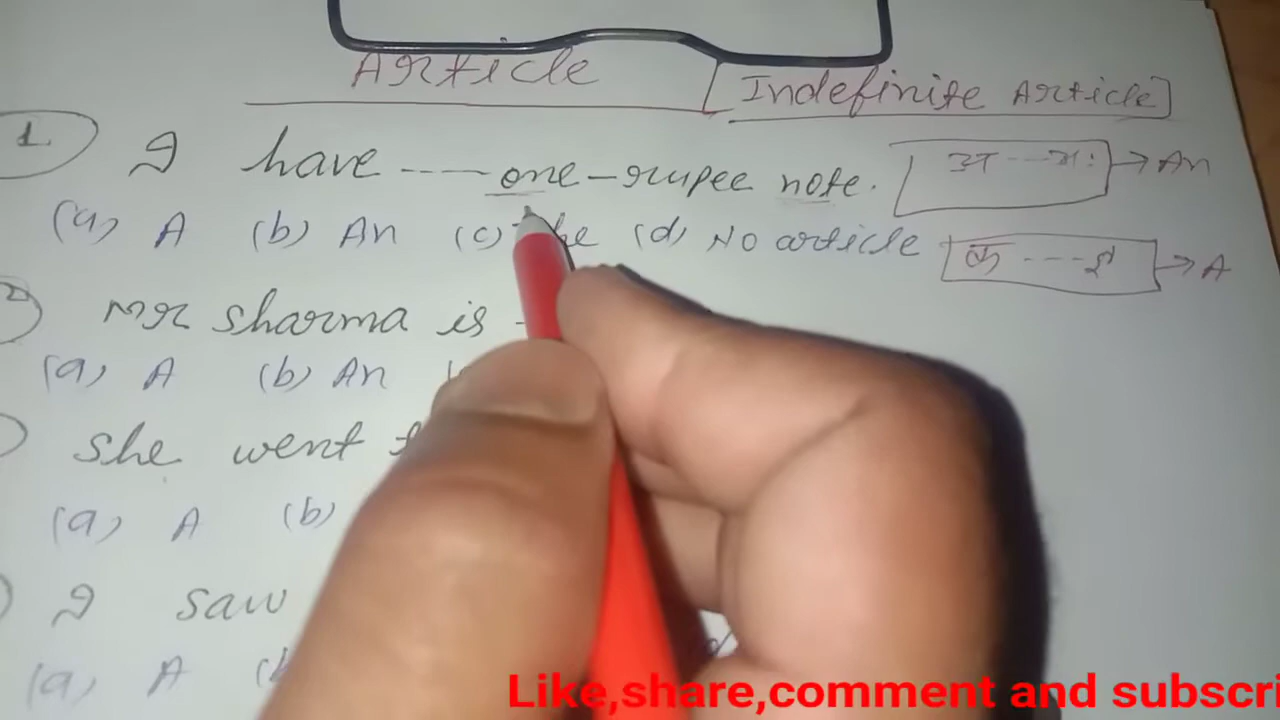 Article [Indefinite Article]
1. I have ---- one-rupee note. अ---अः → An
(a) A (b) An (c) The (d) No article क---ह → A
Mr Sharma is
(a) A (b) An
She went
(a) A (b)
I saw
(a) A
Like,share,comment and subscri